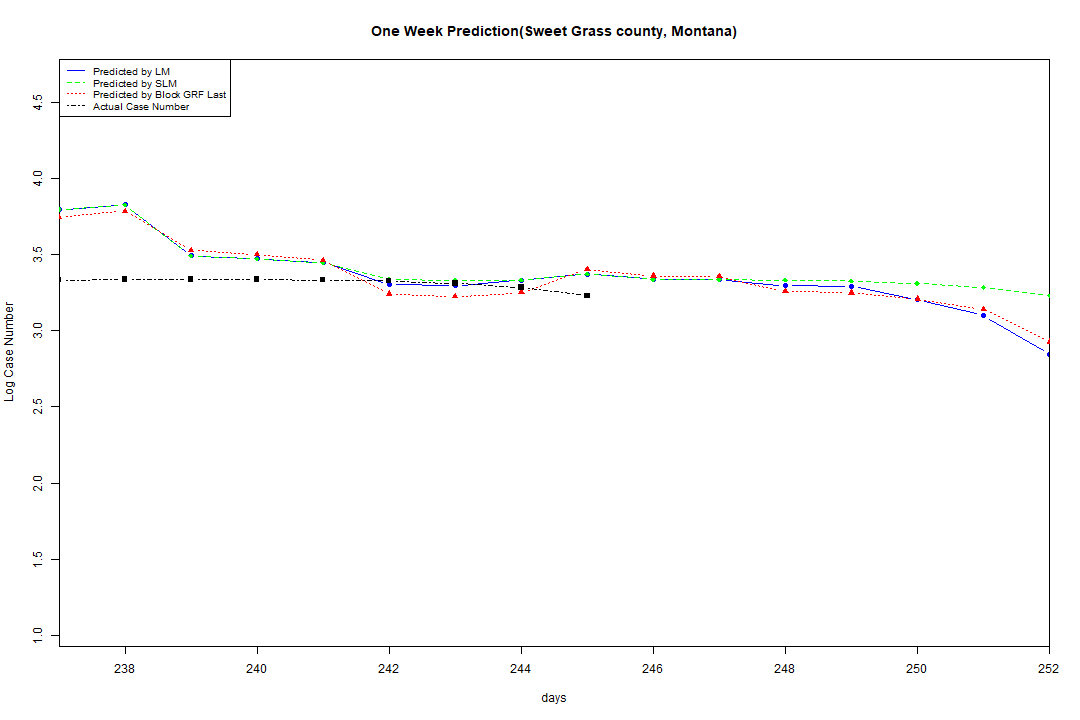 One Week Prediction(Sweet Grass county, Montana)
Predicted by LM
Predicted by SLM
Predicted by Block GRF Last
Actual Case Number
4.5
4.0
3.5
3.0
2.5
2.0
1.5
1.0
Log Case Number
238 240 242 244 246 248 250 252
days